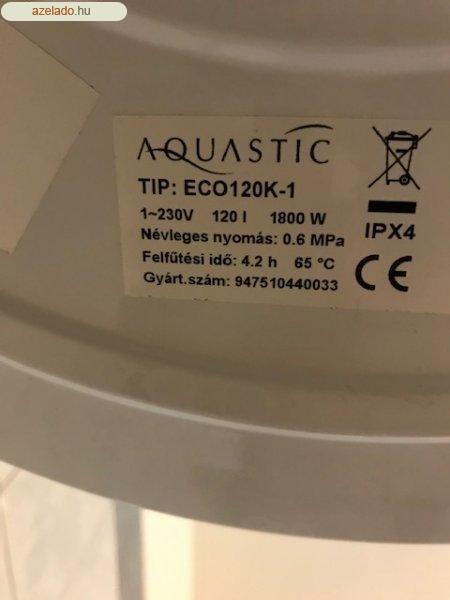 azelado.hu
AQUASTIC
TIP: ECO120K-1
1~230V 120 l 1800 W
Névleges nyomás: 0.6 MPa
Felfűtési idő: 4.2 h 65 °C
Gyárt.szám: 947510440033
IPX4
CE